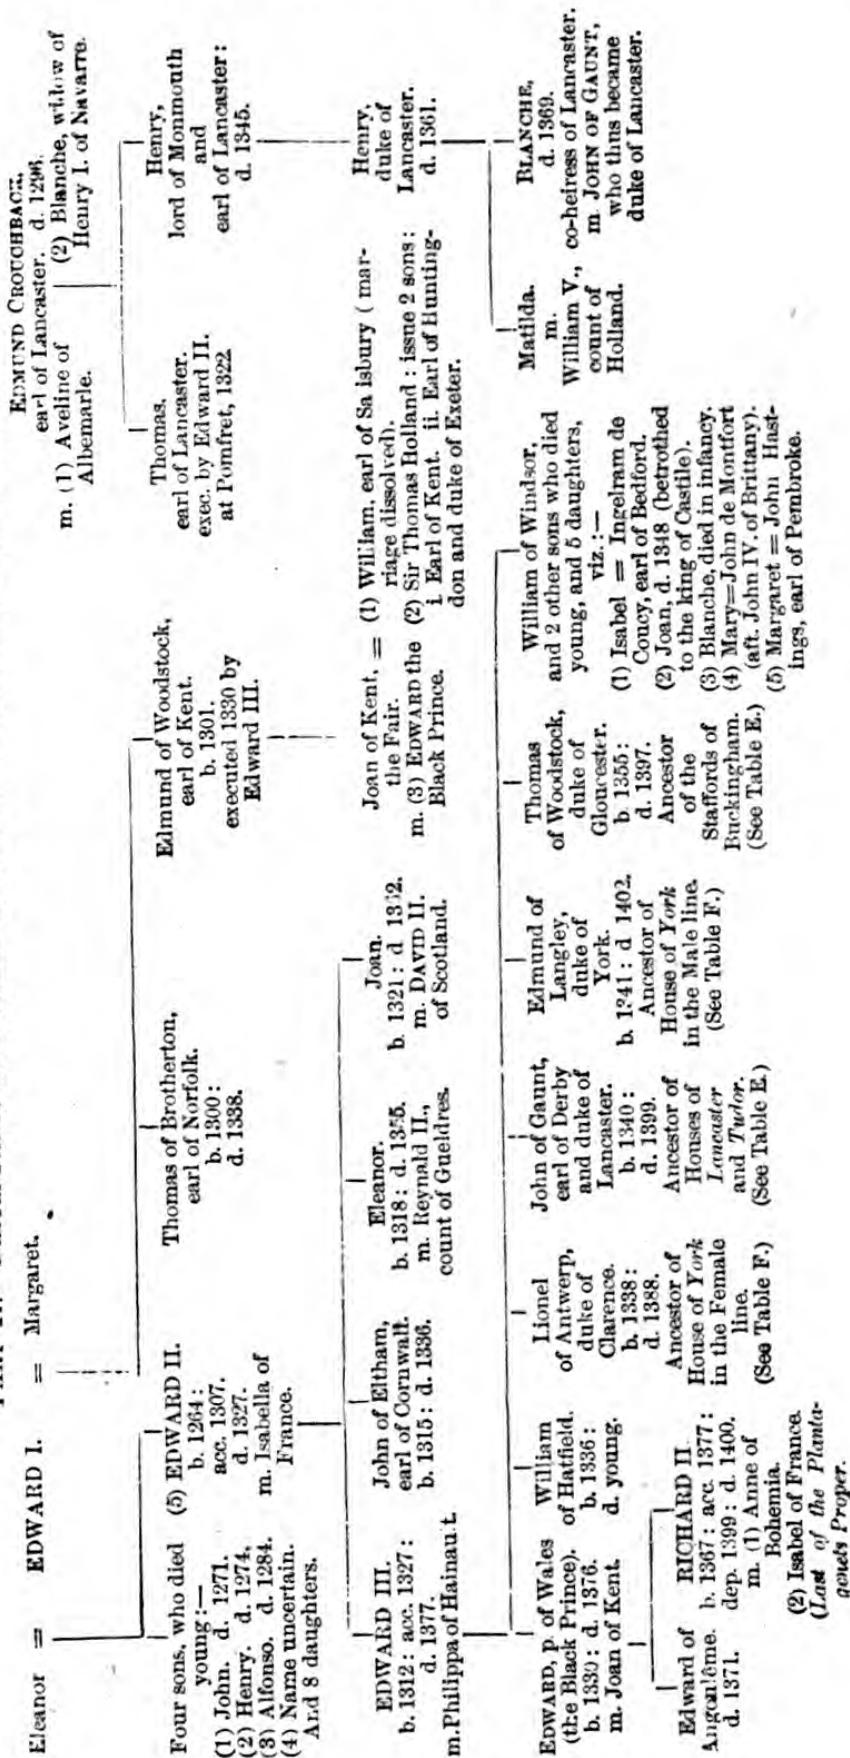 Eleanor = EDWARD I. = Margaret.
EDMUND CROUCHBACK,
earl of Lancaster. d. 1296.
m. (1) Aveline of
Albemarle.
(2) Blanche, widow of
Henry I. of Navarre.
Four sons, who died
young:—
(1) John. d. 1271.
(2) Henry. d. 1274.
(3) Alfonso. d. 1284.
(4) Name uncertain.
And 8 daughters.
(5) EDWARD II.
b. 1264:
acc. 1307.
d. 1327.
m. Isabella of
France.
Thomas of Brotherton,
earl of Norfolk.
b. 1300:
d. 1338.
Edmund of Woodstock,
earl of Kent.
b. 1301.
executed 1330 by
Edward III.
Thomas,
earl of Lancaster.
exec. by Edward II.
at Pomfret, 1322
Henry,
lord of Monmouth
and
earl of Lancaster:
d. 1345.
EDWARD III.
b. 1312: acc. 1327:
d. 1377.
m. Philippa of Hainault.
John of Eltham,
earl of Cornwall.
b. 1315: d. 1336.
Eleanor.
b. 1318: d. 1355.
m. Reynald II.,
count of Gueldres.
Joan.
b. 1321: d 1362.
m. DAVID II.
of Scotland.
Joan of Kent, =
the Fair.
m. (3) EDWARD the
Black Prince.
(1) William, earl of Sa isbury (mar-
riage dissolved).
(2) Sir Thomas Holland: issue 2 sons:
i. Earl of Kent. ii. Earl of Hunting-
don and duke of Exeter.
Henry,
duke of
Lancaster.
d. 1361.
EDWARD, p. of Wales
(the Black Prince).
b. 1330: d. 1376.
m. Joan of Kent.
William
of Hatfield.
b. 1336:
d. young.
Lionel
of Antwerp,
duke of
Clarence.
b. 1338:
d. 1388.
Ancestor of
House of York
in the Female
line.
(See Table F.)
John of Gaunt,
earl of Derby
and duke of
Lancaster.
b. 1340:
d. 1399.
Ancestor of
Houses of
Lancaster
and Tudor.
(See Table E.)
Edmund of
Langley,
duke of
York.
b. 1341: d 1402.
Ancestor of
House of York
in the Male line.
(See Table F.)
Thomas
of Woodstock,
duke of
Gloucester.
b. 1355:
d. 1397.
Ancestor
of the
Staffords of
Buckingham.
(See Table E.)
William of Windsor,
and 2 other sons who died
young, and 5 daughters,
viz.:—
(1) Isabel = Ingelram de
Coucy, earl of Bedford.
(2) Joan, d. 1348 (betrothed
to the king of Castile).
(3) Blanche, died in infancy.
(4) Mary=John de Montfort
(aft. John IV. of Brittany).
(5) Margaret = John Hast-
ings, earl of Pembroke.
Matilda.
m.
William V.,
count of
Holland.
BLANCHE,
d. 1369.
co-heiress of Lancaster.
m. JOHN OF GAUNT,
who thus became
duke of Lancaster.
Edward of
Angoulême.
d. 1371.
RICHARD II.
b. 1367: acc. 1377:
dep. 1399: d. 1400.
m. (1) Anne of
Bohemia.
(2) Isabel of France.
(Last of the Planta-
genets Proper.